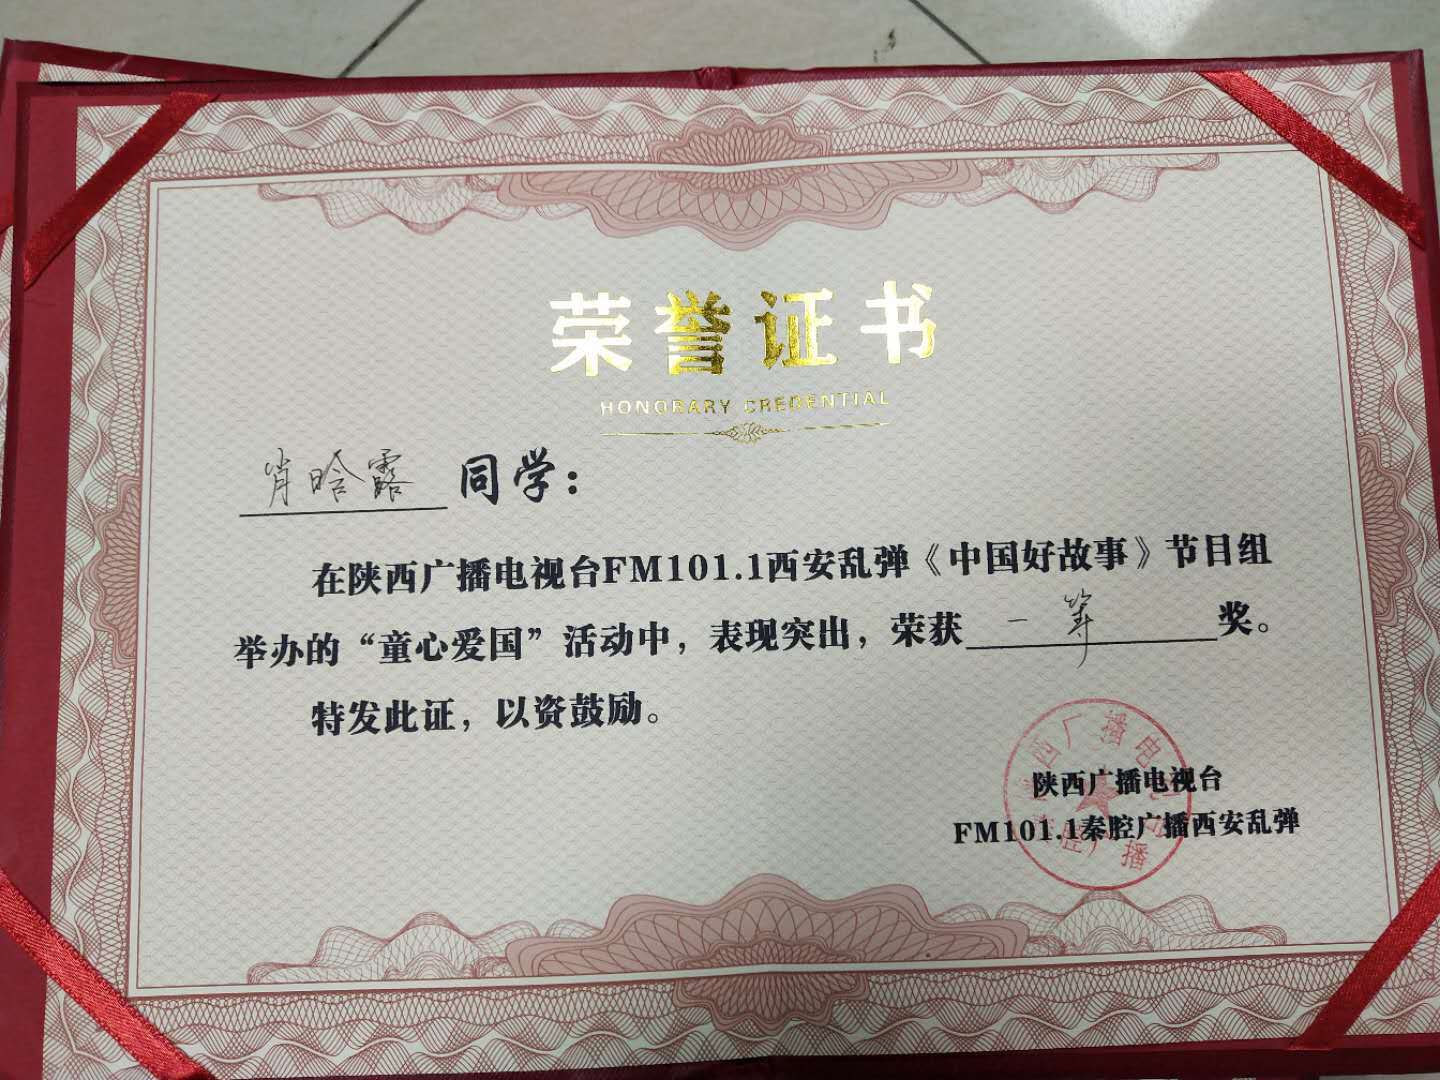 荣誉证书
HONORARY CREDENTIAL
肖晗露 同学：
在陕西广播电视台FM101.1西安乱弹《中国好故事》节目组
举办的“童心爱国”活动中，表现突出，荣获一等奖。
特发此证，以资鼓励。
陕西广播电视台
FM101.1秦腔广播西安乱弹